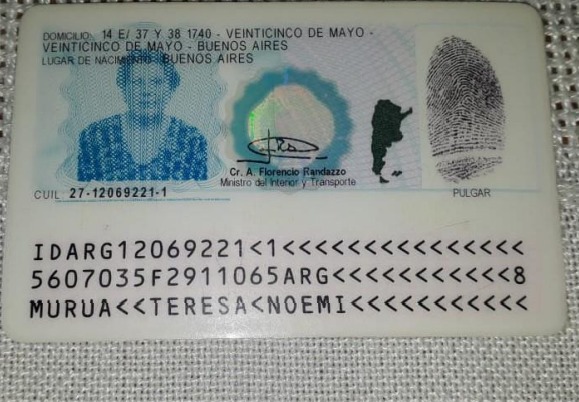 DOMICILIO: 14 E/ 37 Y 38 1740 - VEINTICINCO DE MAYO -
VEINTICINCO DE MAYO - BUENOS AIRES
LUGAR DE NACIMIENTO: BUENOS AIRES
Cr. A. Florencio Randazzo
Ministro del Interior y Transporte
CUIL: 27-12069221-1
PULGAR
IDARG12069221<1<<<<<<<<<<<<<<<
5607035F2911065ARG<<<<<<<<<<<8
MURUA<<TERESA<NOEMI<<<<<<<<<<<